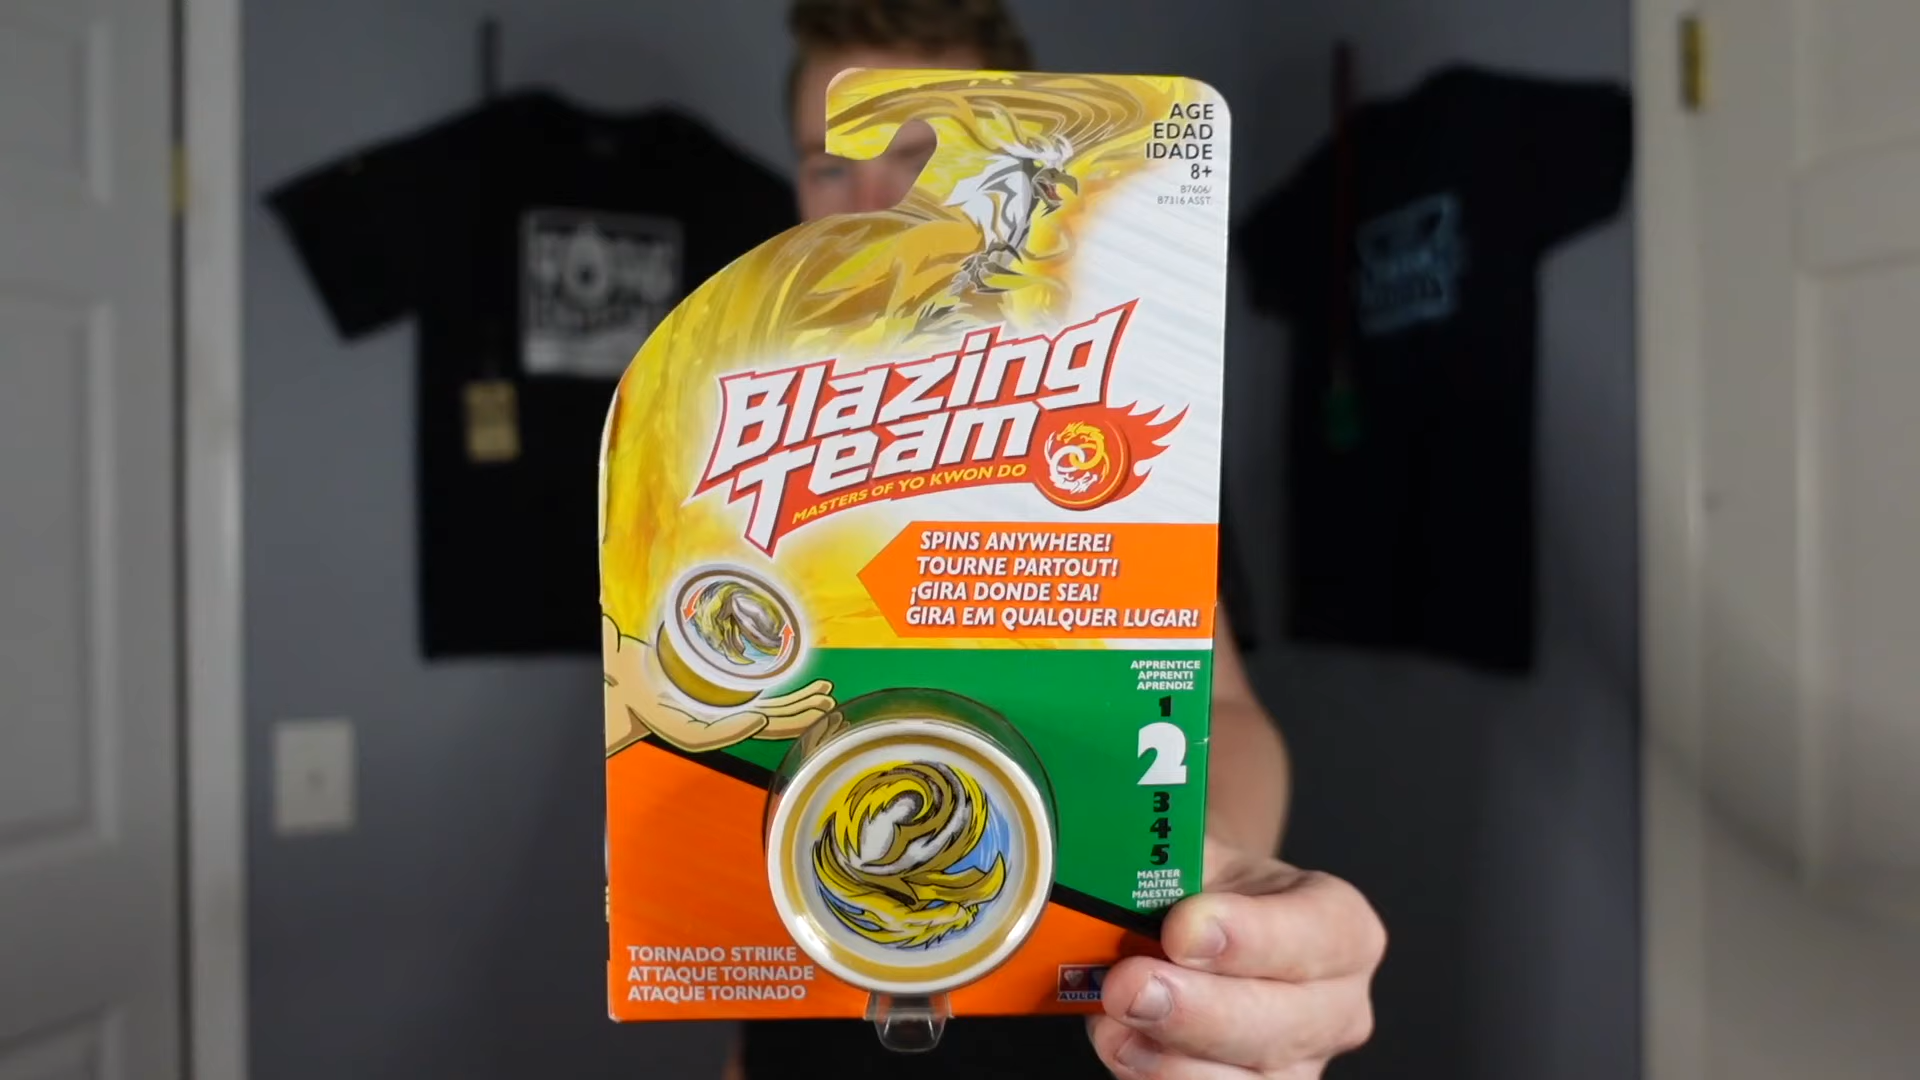 AGE
EDAD
IDADE
8+
B7606/
B7316 ASST.
Blazing
Team
MASTERS OF YO KWON DO
SPINS ANYWHERE!
TOURNE PARTOUT!
¡GIRA DONDE SEA!
GIRA EM QUALQUER LUGAR!
APPRENTICE
APPRENTI
APRENDIZ
1
2
3
4
5
MASTER
MAÎTRE
MAESTRO
TORNADO STRIKE
ATTAQUE TORNADE
ATAQUE TORNADO